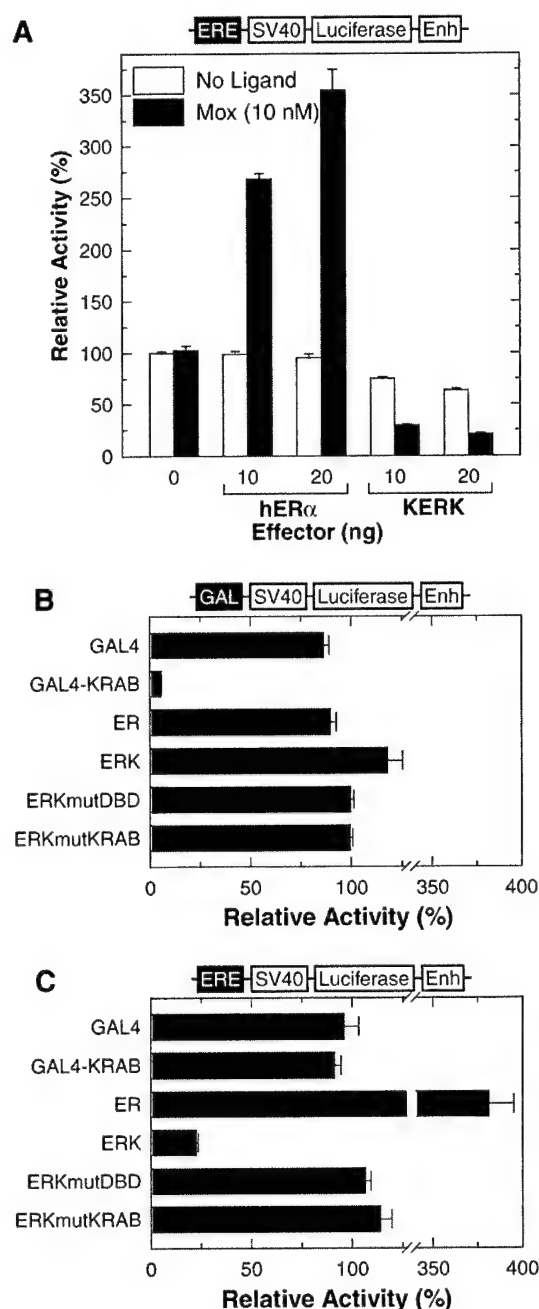 A
ERE SV40 Luciferase Enh
No Ligand
Mox (10 nM)
Relative Activity (%)
350
300
250
200
150
100
50
0
0 10 20 10 20
hERα KERK
Effector (ng)
B
GAL SV40 Luciferase Enh
GAL4
GAL4-KRAB
ER
ERK
ERKmutDBD
ERKmutKRAB
0 50 100 350 400
Relative Activity (%)
C
ERE SV40 Luciferase Enh
GAL4
GAL4-KRAB
ER
ERK
ERKmutDBD
ERKmutKRAB
0 50 100 350 400
Relative Activity (%)